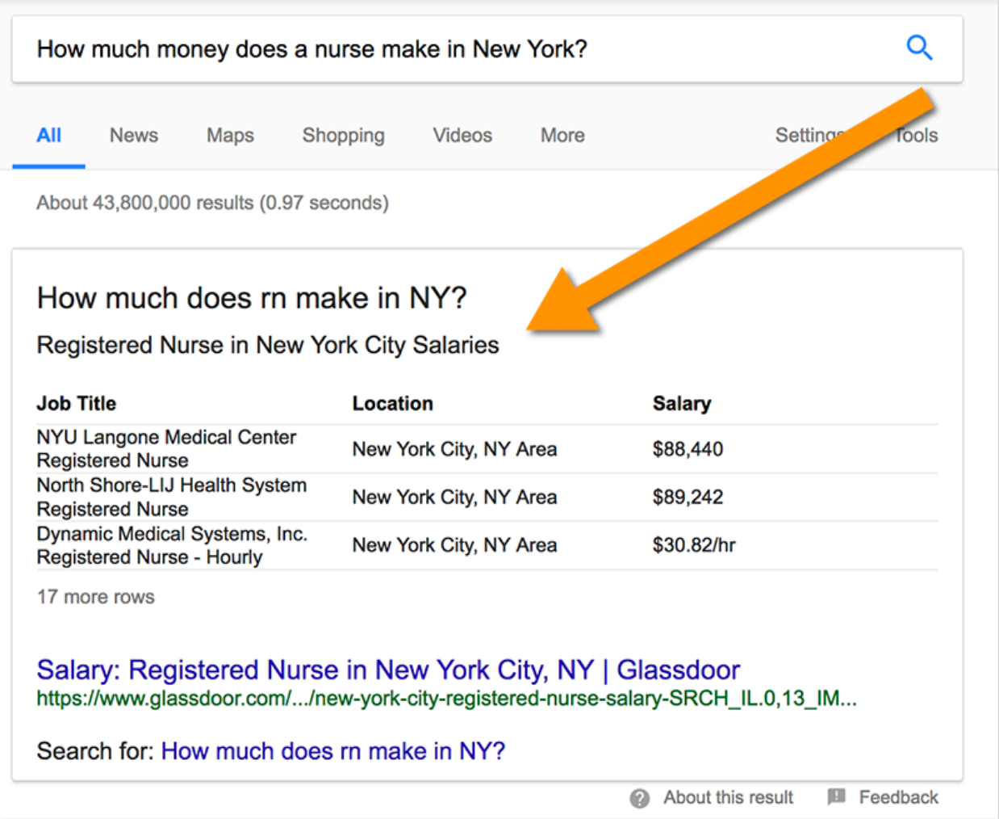 How much money does a nurse make in New York?
All News Maps Shopping Videos More Settings Tools
About 43,800,000 results (0.97 seconds)
How much does rn make in NY?
Registered Nurse in New York City Salaries
Job Title Location Salary
NYU Langone Medical Center
Registered Nurse
New York City, NY Area $88,440
North Shore-LIJ Health System
Registered Nurse
New York City, NY Area $89,242
Dynamic Medical Systems, Inc.
Registered Nurse - Hourly
New York City, NY Area $30.82/hr
17 more rows
Salary: Registered Nurse in New York City, NY | Glassdoor
https://www.glassdoor.com/.../new-york-city-registered-nurse-salary-SRCH_IL.0,13_IM...
Search for: How much does rn make in NY?
About this result Feedback